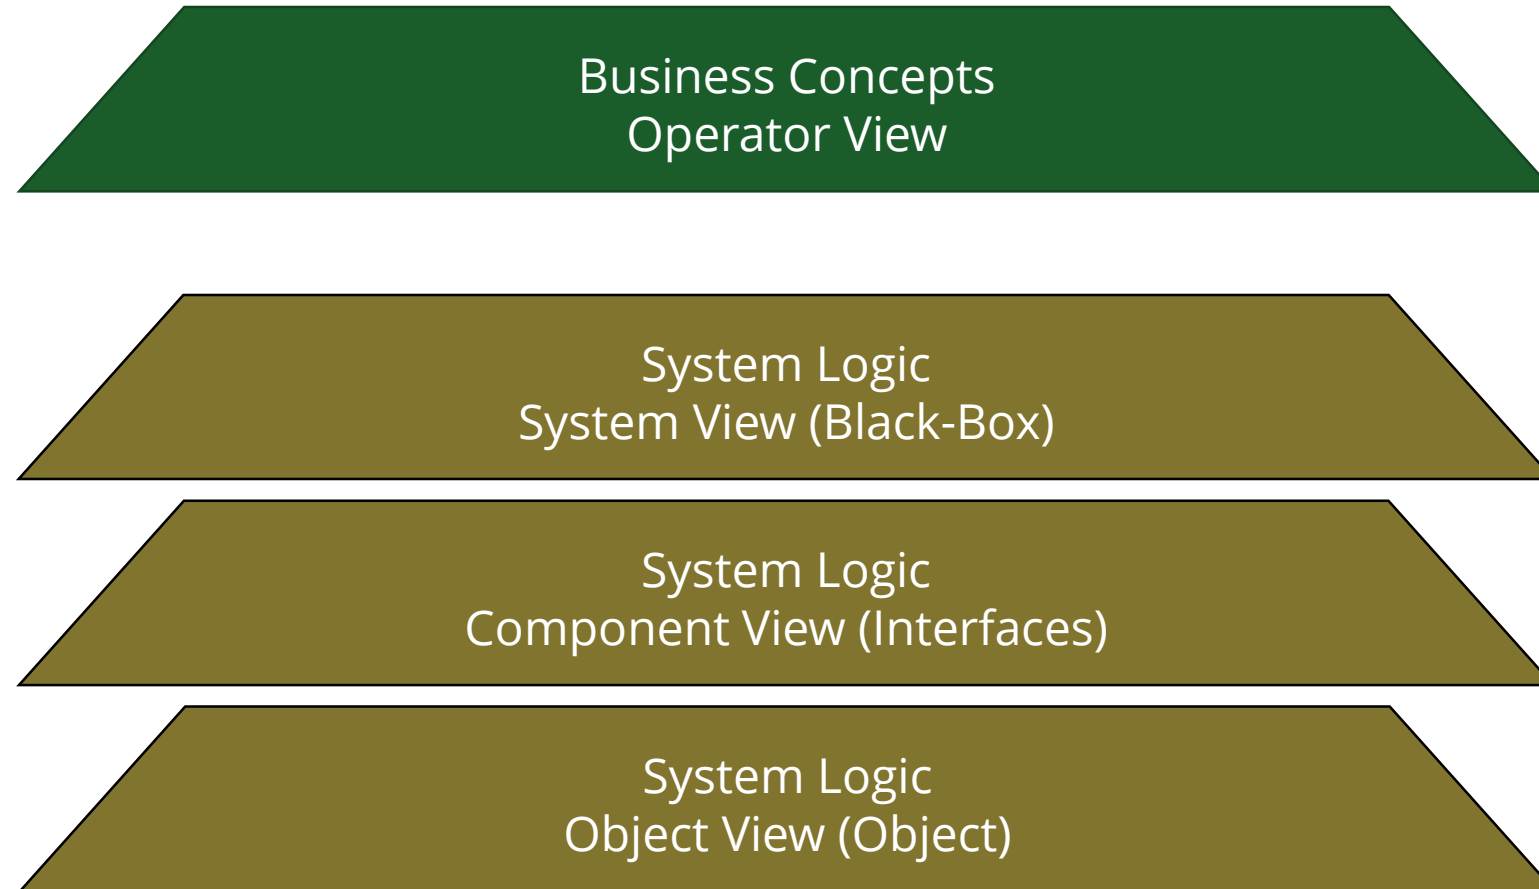 Business Concepts
Operator View
System Logic
System View (Black-Box)
System Logic
Component View (Interfaces)
System Logic
Object View (Object)